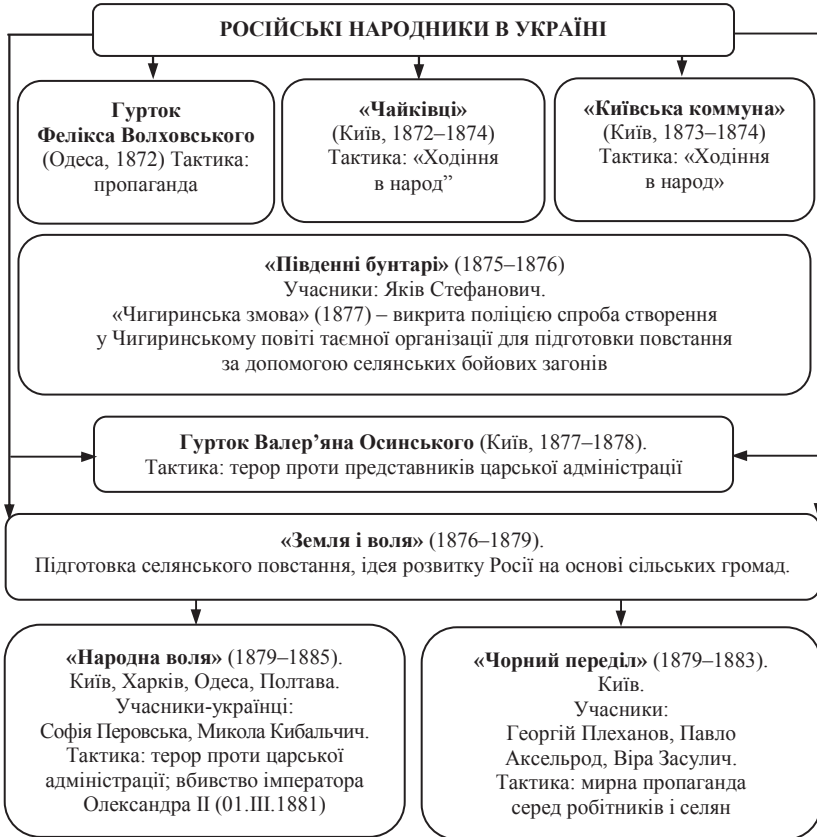 РОСІЙСЬКІ НАРОДНИКИ В УКРАЇНІ
Гурток
Фелікса Волховського
(Одеса, 1872) Тактика:
пропаганда
«Чайківці»
(Київ, 1872–1874)
Тактика: «Ходіння
в народ”
«Київська коммуна»
(Київ, 1873–1874)
Тактика: «Ходіння
в народ»
«Південні бунтарі» (1875–1876)
Учасники: Яків Стефанович.
«Чигиринська змова» (1877) – викрита поліцією спроба створення
у Чигиринському повіті таємної організації для підготовки повстання
за допомогою селянських бойових загонів
Гурток Валер’яна Осинського (Київ, 1877–1878).
Тактика: терор проти представників царської адміністрації
«Земля і воля» (1876–1879).
Підготовка селянського повстання, ідея розвитку Росії на основі сільських громад.
«Народна воля» (1879–1885).
Київ, Харків, Одеса, Полтава.
Учасники-українці:
Софія Перовська, Микола Кибальчич.
Тактика: терор проти царської
адміністрації; вбивство імператора
Олександра ІІ (01.ІІІ.1881)
«Чорний переділ» (1879–1883).
Київ.
Учасники:
Георгій Плеханов, Павло
Аксельрод, Віра Засулич.
Тактика: мирна пропаганда
серед робітників і селян